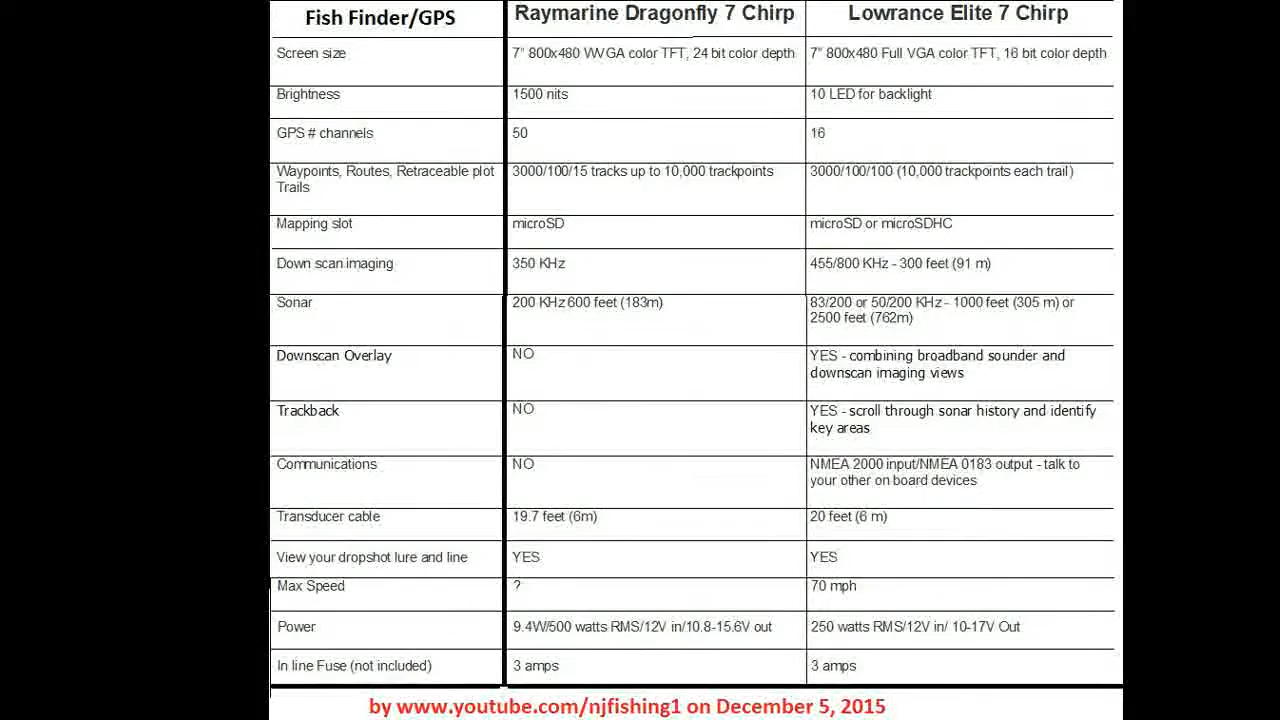 Fish Finder/GPS Raymarine Dragonfly 7 Chirp Lowrance Elite 7 Chirp
Screen size 7" 800x480 WVGA color TFT, 24 bit color depth 7" 800x480 Full VGA color TFT, 16 bit color depth
Brightness 1500 nits 10 LED for backlight
GPS # channels 50 16
Waypoints, Routes, Retraceable plot 3000/100/15 tracks up to 10,000 trackpoints 3000/100/100 (10,000 trackpoints each trail)
Trails
Mapping slot microSD microSD or microSDHC
Down scan imaging 350 KHz 455/800 KHz - 300 feet (91 m)
Sonar 200 KHz 600 feet (183m) 83/200 or 50/200 KHz - 1000 feet (305 m) or
2500 feet (762m)
Downscan Overlay NO YES - combining broadband sounder and
downscan imaging views
Trackback NO YES - scroll through sonar history and identify
key areas
Communications NO NMEA 2000 input/NMEA 0183 output - talk to
your other on board devices
Transducer cable 19.7 feet (6m) 20 feet (6 m)
View your dropshot lure and line YES YES
Max Speed ? 70 mph
Power 9.4W/500 watts RMS/12V in/10.8-15.6V out 250 watts RMS/12V in/ 10-17V Out
In line Fuse (not included) 3 amps 3 amps
by www.youtube.com/njfishing1 on December 5, 2015